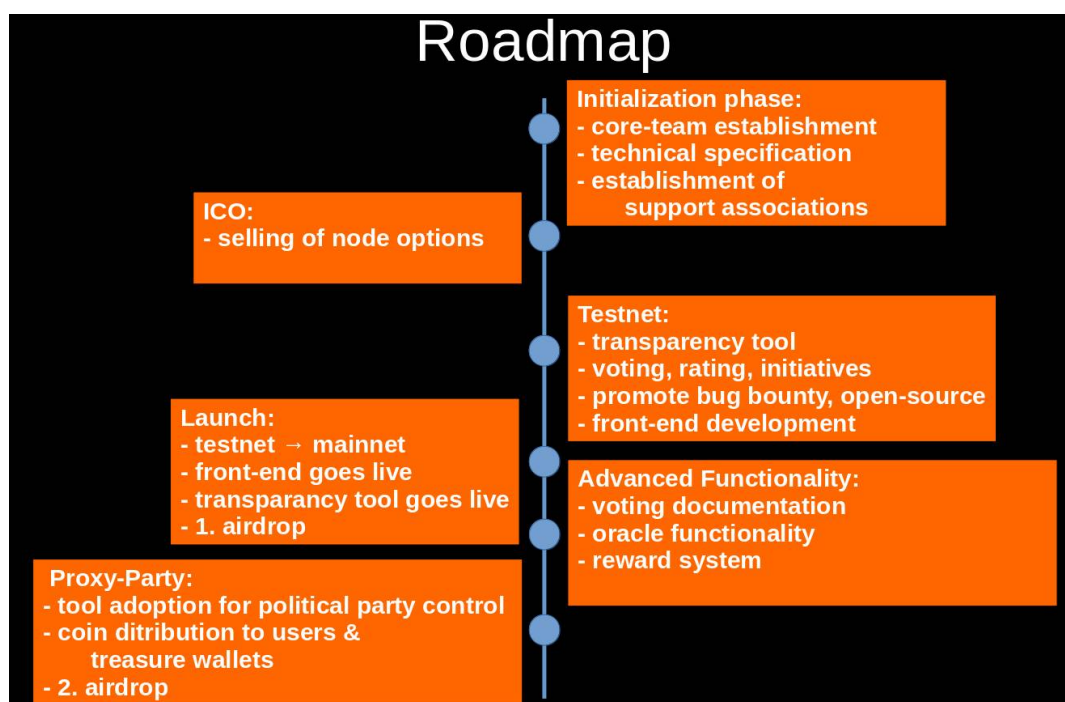 Roadmap
Initialization phase:
- core-team establishment
- technical specification
- establishment of
support associations
ICO:
- selling of node options
Testnet:
- transparency tool
- voting, rating, initiatives
- promote bug bounty, open-source
- front-end development
Launch:
- testnet → mainnet
- front-end goes live
- transparancy tool goes live
- 1. airdrop
Advanced Functionality:
- voting documentation
- oracle functionality
- reward system
Proxy-Party:
- tool adoption for political party control
- coin ditribution to users &
treasure wallets
- 2. airdrop